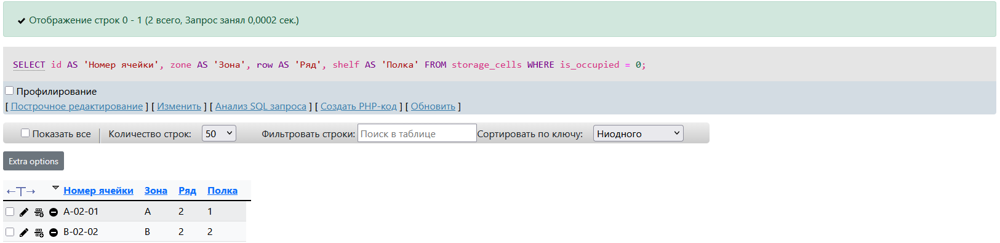 Отображение строк 0 - 1 (2 всего, Запрос занял 0,0002 сек.)
SELECT id AS 'Номер ячейки', zone AS 'Зона', row AS 'Ряд', shelf AS 'Полка' FROM storage_cells WHERE is_occupied = 0;
Профилирование
[ Построчное редактирование ] [ Изменить ] [ Анализ SQL запроса ] [ Создать PHP-код ] [ Обновить ]
Показать все Количество строк: 50 Фильтровать строки: Поиск в таблице Сортировать по ключу: Ниодного
Extra options
Номер ячейки Зона Ряд Полка
A-02-01 A 2 1
B-02-02 B 2 2